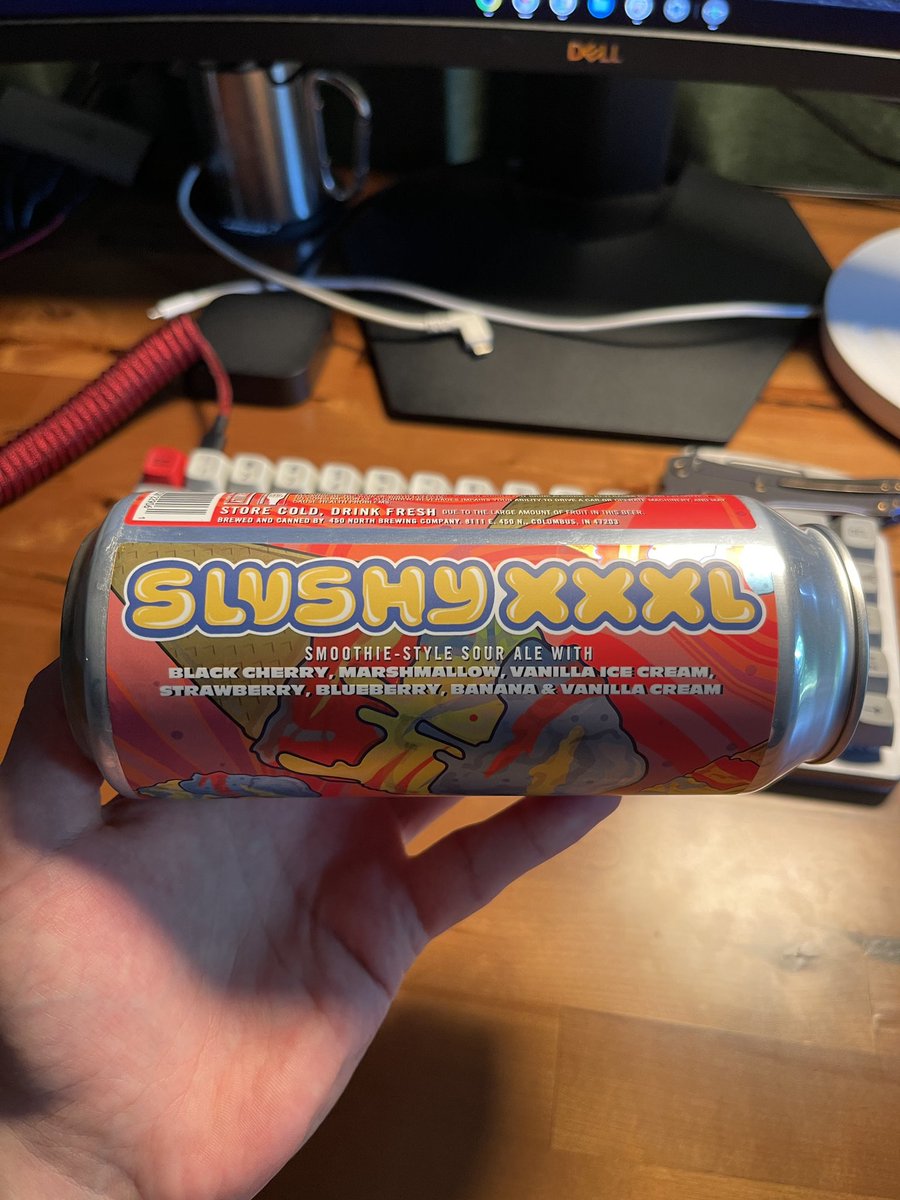 DELL
STORE COLD, DRINK FRESH DUE TO THE LARGE AMOUNT OF FRUIT IN THIS BEER.
BREWED AND CANNED BY 450 NORTH BREWING COMPANY, 8111 E. 450 N., COLUMBUS, IN 47203
SLUSHY XXXL
SMOOTHIE-STYLE SOUR ALE WITH
BLACK CHERRY, MARSHMALLOW, VANILLA ICE CREAM,
STRAWBERRY, BLUEBERRY, BANANA & VANILLA CREAM